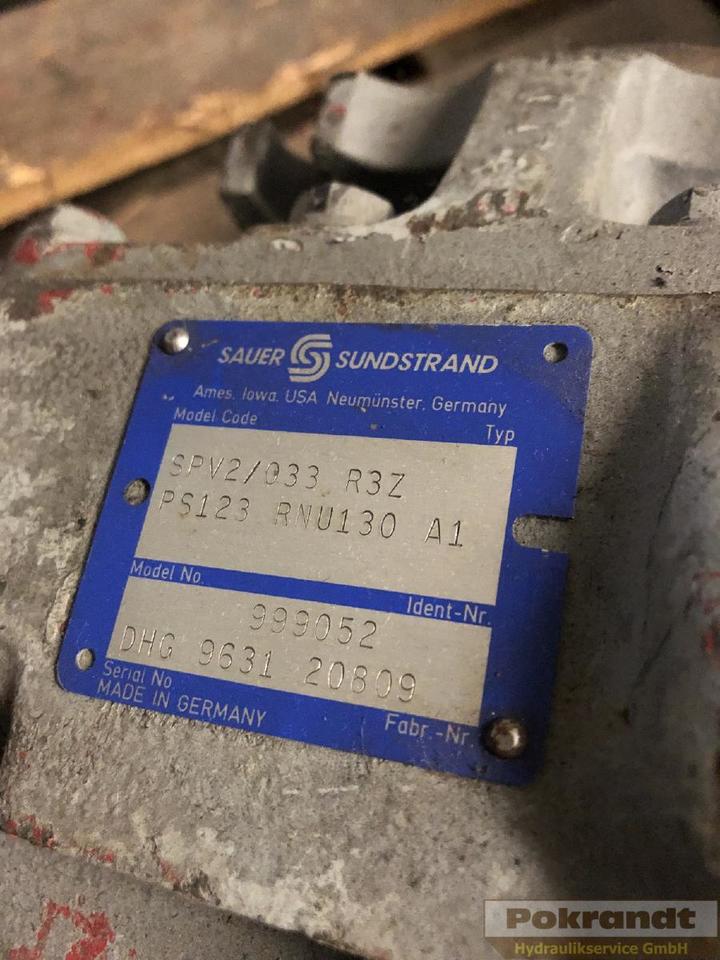 SAUER SUNDSTRAND
Ames, Iowa, USA Neumünster, Germany
Model Code Typ
SPV2/033 R3Z
PS123 RNU130 A1
Model No. Ident-Nr.
999052
DHG 9631 20809
Serial No Fabr.-Nr.
MADE IN GERMANY
Pokrandt
Hydraulikservice GmbH